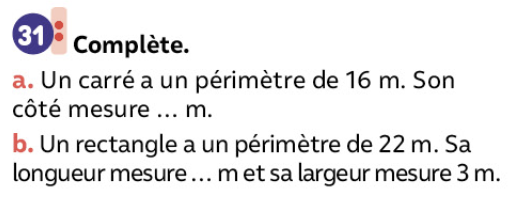 31 Complète.
a. Un carré a un périmètre de 16 m. Son
côté mesure ... m.
b. Un rectangle a un périmètre de 22 m. Sa
longueur mesure ... m et sa largeur mesure 3 m.